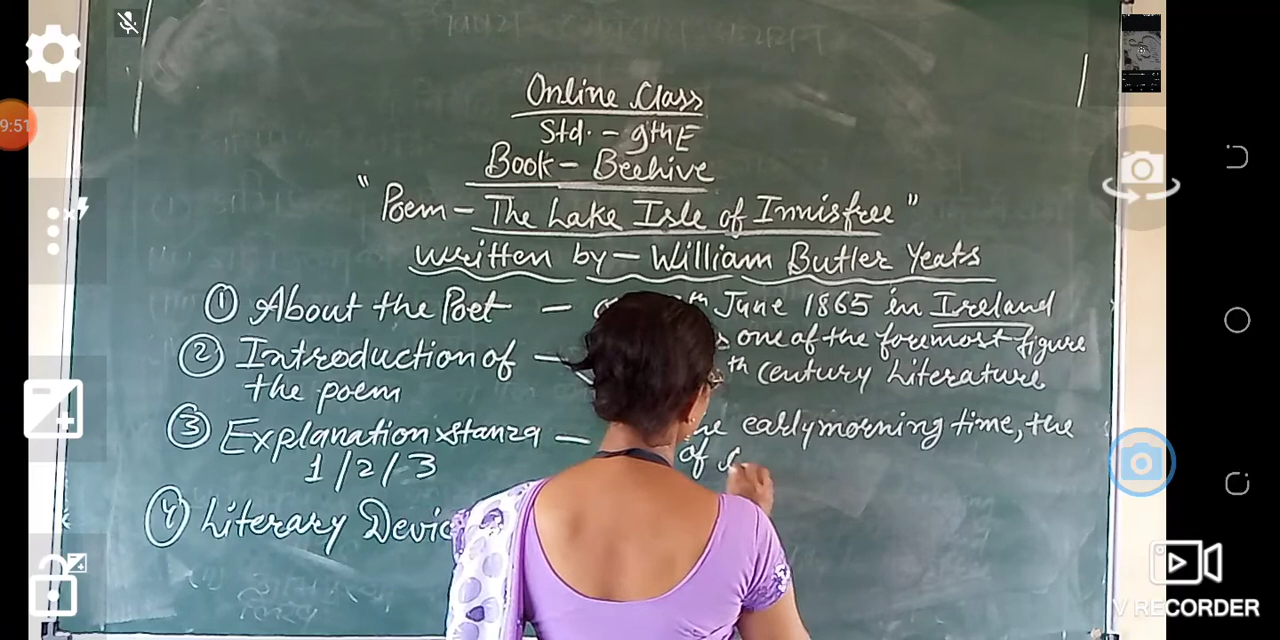 Online Class
Std. - 9th E
Book - Beehive
"Poem - The Lake Isle of Innisfree"
written by - William Butler Yeats
① About the Poet - June 1865 in Ireland
② Introduction of - one of the foremost figure
the poem th century Literature
③ Explanation stanza - early morning time, the
1/2/3 of
④ Literary Devic
9:51
V RECORDER